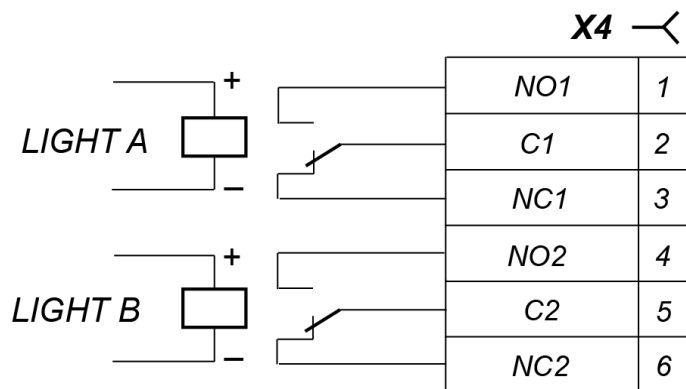 X4
+
NO1 1
LIGHT A
C1 2
−
NC1 3
+
NO2 4
LIGHT B
C2 5
−
NC2 6